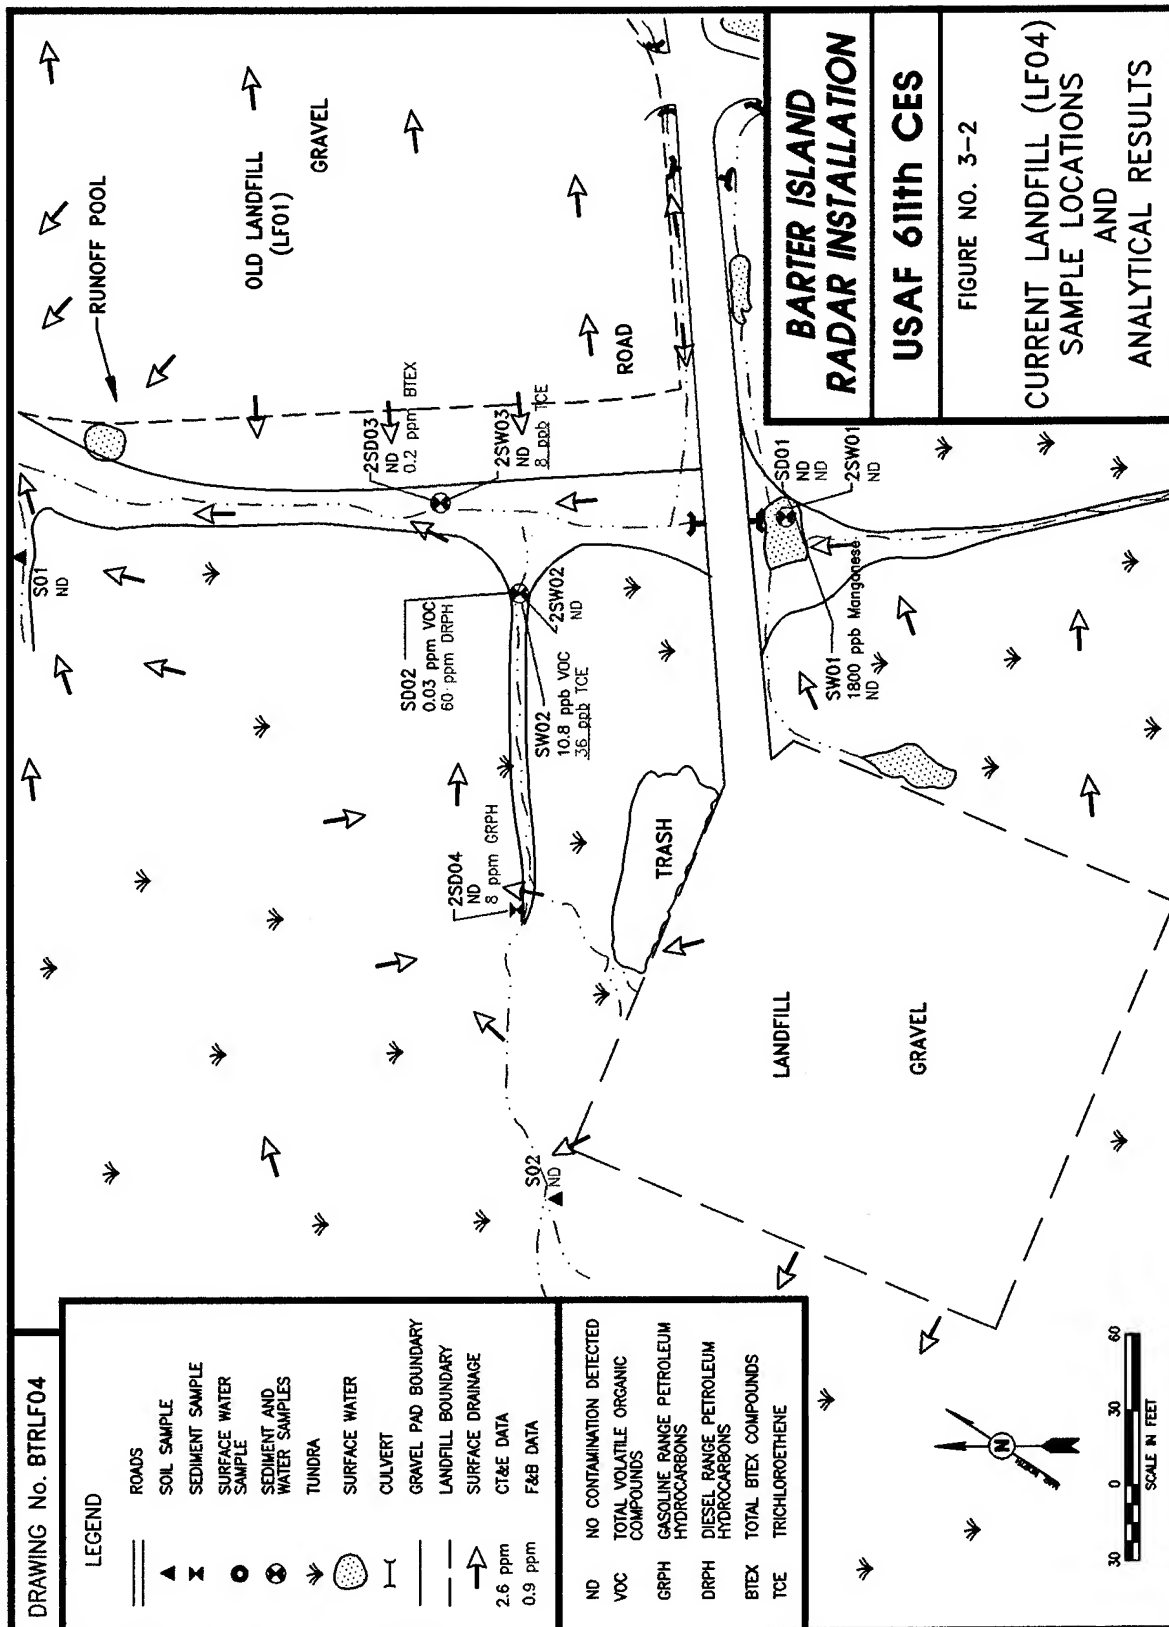 DRAWING No. BTRLF04
LEGEND
ROADS
SOIL SAMPLE
SEDIMENT SAMPLE
SURFACE WATER
SAMPLE
SEDIMENT AND
WATER SAMPLES
TUNDRA
SURFACE WATER
CULVERT
GRAVEL PAD BOUNDARY
LANDFILL BOUNDARY
SURFACE DRAINAGE
2.6 ppm CT&E DATA
0.9 ppm F&B DATA
ND NO CONTAMINATION DETECTED
VOC TOTAL VOLATILE ORGANIC
COMPOUNDS
GRPH GASOLINE RANGE PETROLEUM
HYDROCARBONS
DRPH DIESEL RANGE PETROLEUM
HYDROCARBONS
BTEX TOTAL BTEX COMPOUNDS
TCE TRICHLOROETHENE
30 0 30 60
SCALE IN FEET
N
REAL NORTH
S01
ND
RUNOFF POOL
OLD LANDFILL
(LF01)
GRAVEL
2SD03
ND
0.2 ppm BTEX
2SW03
ND
8 ppb TCE
ROAD
SD02
0.03 ppm VOC
60 ppm DRPH
2SW02
ND
SW02
10.8 ppb VOC
36 ppb TCE
2SD04
ND
8 ppm GRPH
S02
ND
TRASH
LANDFILL
GRAVEL
SD01
ND
ND
2SW01
ND
SW01
1800 ppb Manganese
ND
BARTER ISLAND
RADAR INSTALLATION
USAF 611th CES
FIGURE NO. 3-2
CURRENT LANDFILL (LF04)
SAMPLE LOCATIONS
AND
ANALYTICAL RESULTS